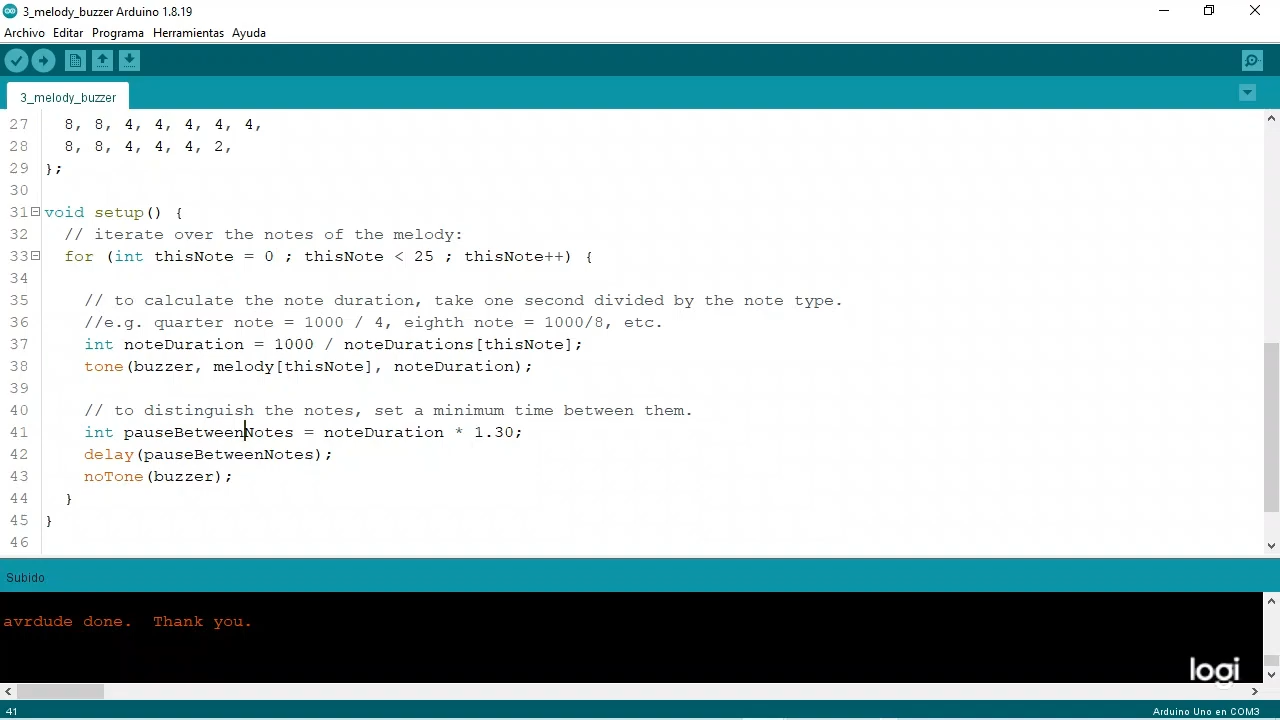 3_melody_buzzer Arduino 1.8.19
Archivo Editar Programa Herramientas Ayuda
3_melody_buzzer
27 8, 8, 4, 4, 4, 4, 4,
28 8, 8, 4, 4, 4, 2,
29 };
30
31 void setup() {
32 // iterate over the notes of the melody:
33 for (int thisNote = 0 ; thisNote < 25 ; thisNote++) {
34
35 // to calculate the note duration, take one second divided by the note type.
36 //e.g. quarter note = 1000 / 4, eighth note = 1000/8, etc.
37 int noteDuration = 1000 / noteDurations[thisNote];
38 tone(buzzer, melody[thisNote], noteDuration);
39
40 // to distinguish the notes, set a minimum time between them.
41 int pauseBetweenNotes = noteDuration * 1.30;
42 delay(pauseBetweenNotes);
43 noTone(buzzer);
44 }
45 }
46
Subido
avrdude done.  Thank you.
logi
41 Arduino Uno en COM3